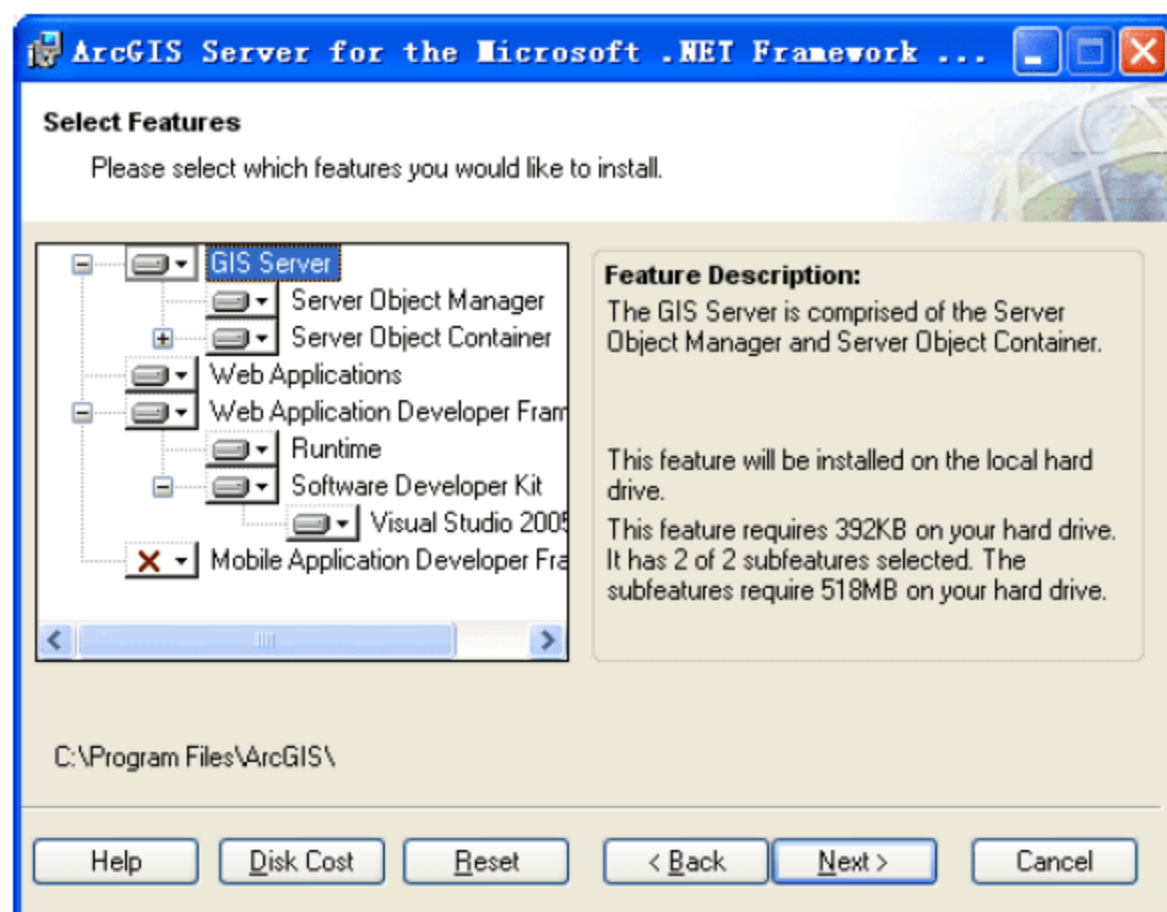 ArcGIS Server for the Microsoft .NET Framework ...
Select Features
Please select which features you would like to install.
GIS Server
Server Object Manager
Server Object Container
Web Applications
Web Application Developer Fram
Runtime
Software Developer Kit
Visual Studio 2005
Mobile Application Developer Fra
Feature Description:
The GIS Server is comprised of the Server
Object Manager and Server Object Container.
This feature will be installed on the local hard
drive.
This feature requires 392KB on your hard drive.
It has 2 of 2 subfeatures selected. The
subfeatures require 518MB on your hard drive.
C:\Program Files\ArcGIS\
Help
Disk Cost
Reset
< Back
Next >
Cancel